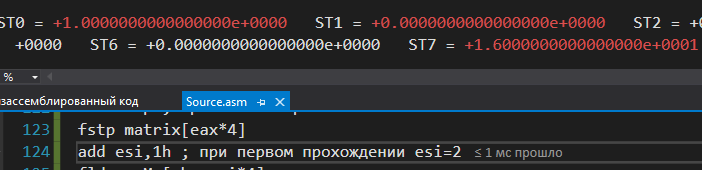 ST0 = +1.0000000000000000e+0000 ST1 = +0.0000000000000000e+0000 ST2 = +0
+0000 ST6 = +0.0000000000000000e+0000 ST7 = +1.6000000000000000e+0001
%
зассемблированный код Source.asm
123 fstp matrix[eax*4]
124 add esi,1h ; при первом прохождении esi=2 ≤ 1 мс прошло